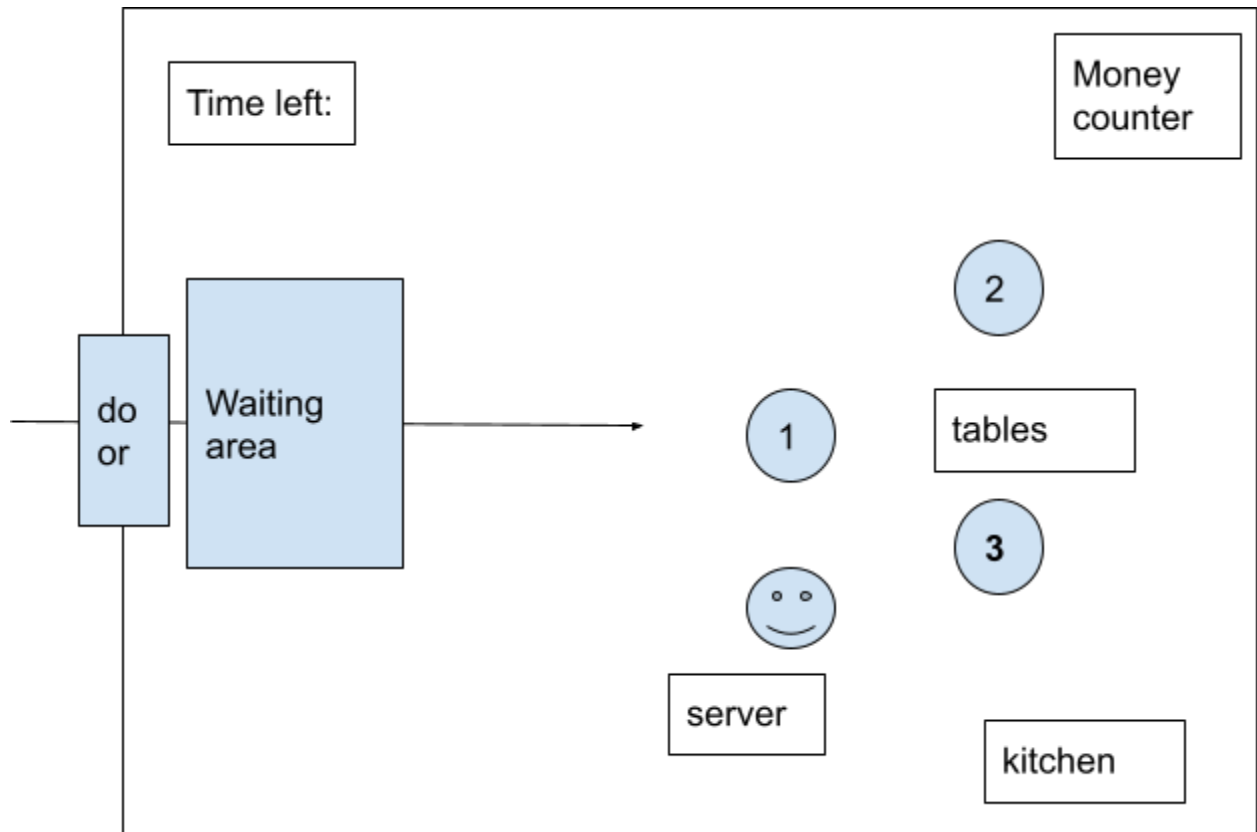 Time left:
Money
counter
2
do
or
Waiting
area
1
tables
3
server
kitchen